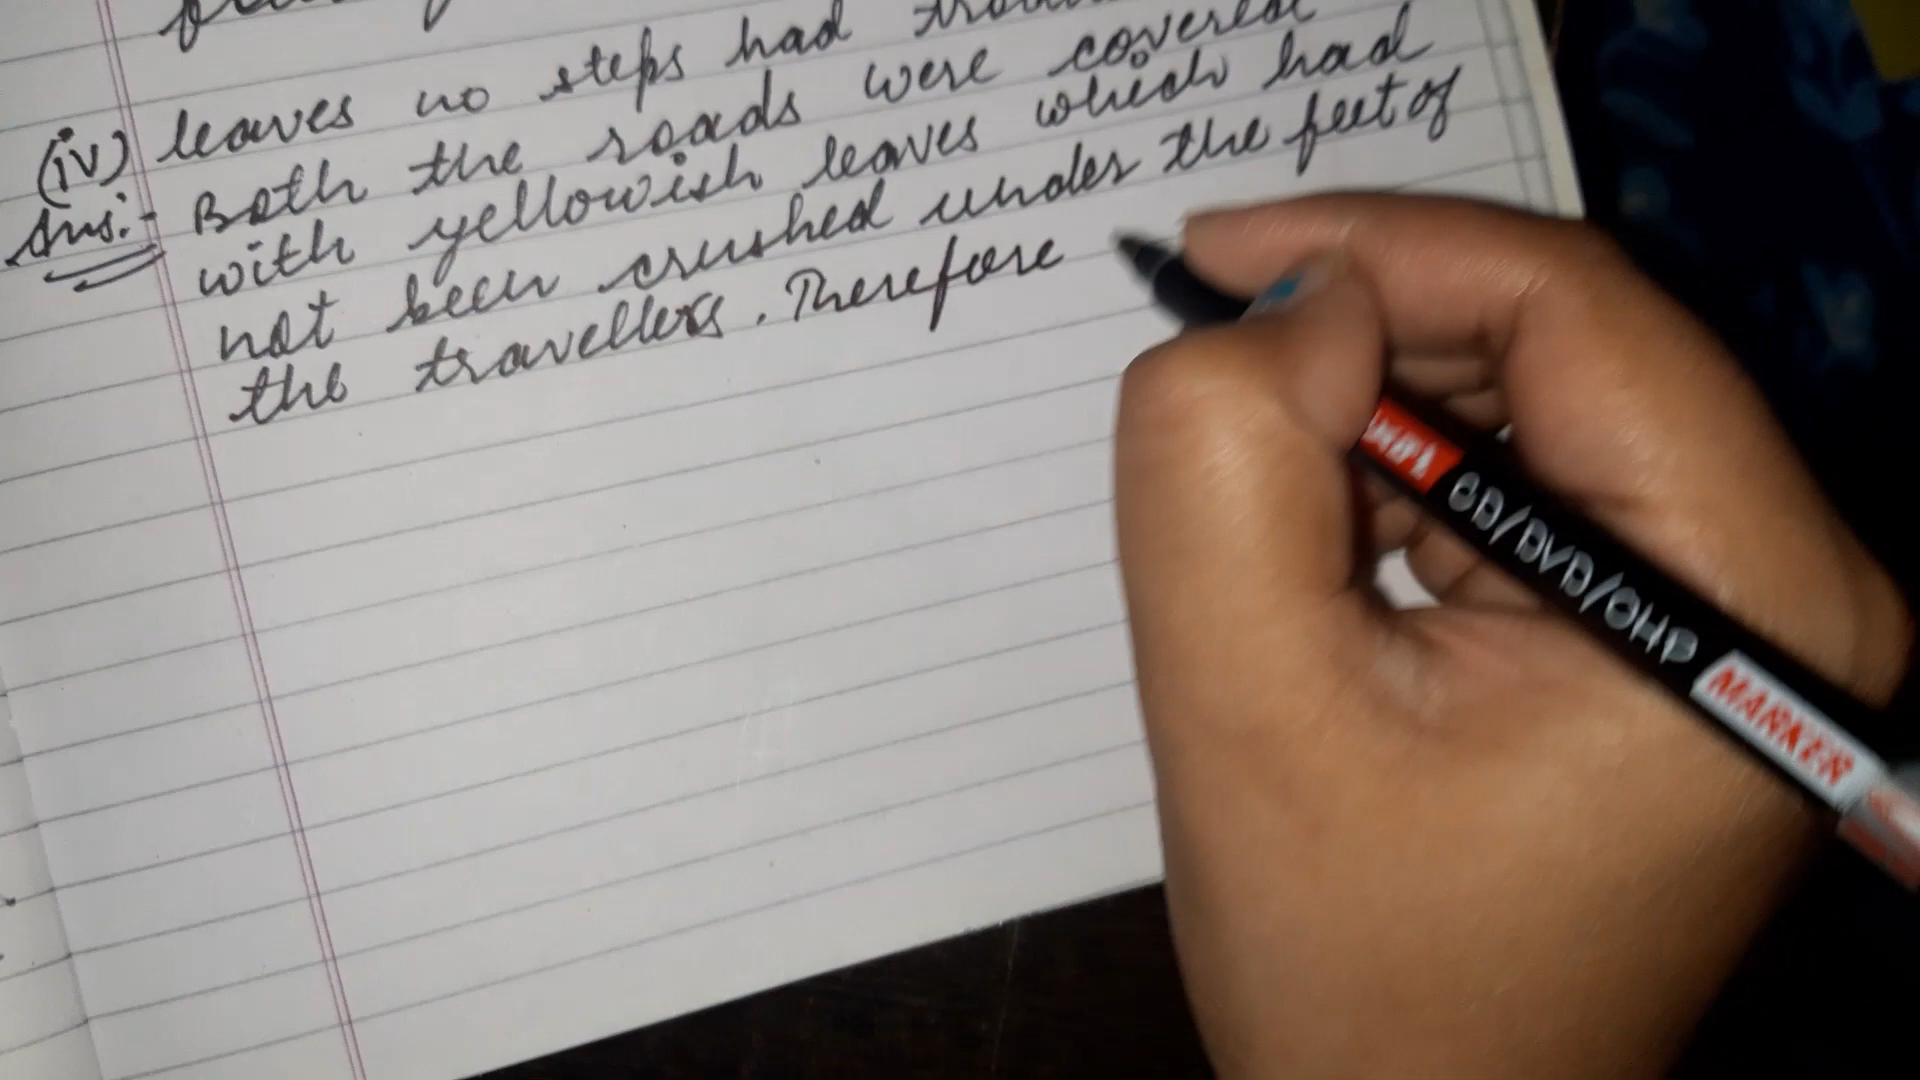 (iv) leaves no steps had
Ans:- Both the roads were covered
with yellowish leaves which had
not been crushed under the feet of
the travellers. Therefore
CD/DVD/OHP
MARKER